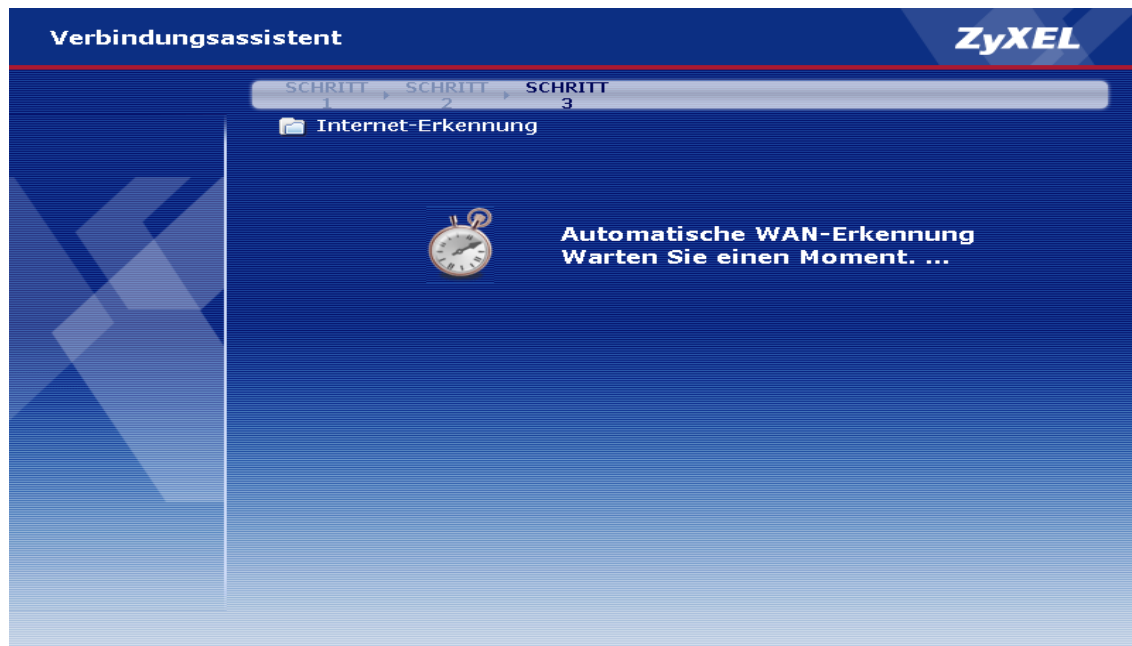 Verbindungsassistent
ZyXEL
SCHRITT 1 SCHRITT 2 SCHRITT 3
Internet-Erkennung
Automatische WAN-Erkennung
Warten Sie einen Moment. ...